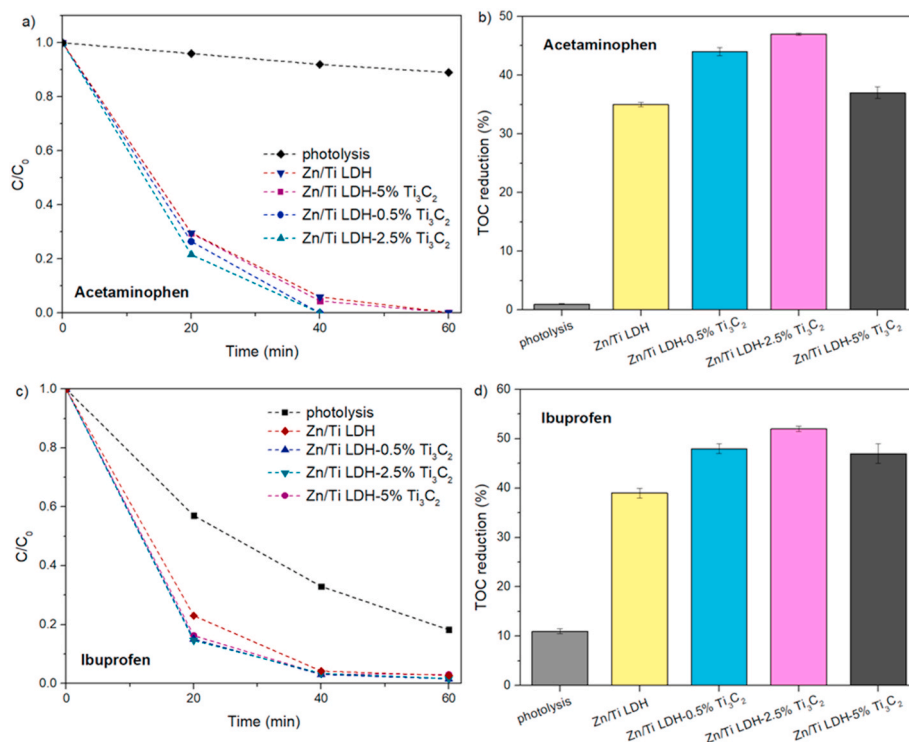 a)
1.0
0.8
0.6
0.4
0.2
0.0
C/C₀
photolysis
Zn/Ti LDH
Zn/Ti LDH-5% Ti₃C₂
Zn/Ti LDH-0.5% Ti₃C₂
Zn/Ti LDH-2.5% Ti₃C₂
Acetaminophen
0 20 40 60
Time (min)
b)
50
40
30
20
10
0
TOC reduction (%)
Acetaminophen
photolysis
Zn/Ti LDH
Zn/Ti LDH-0.5% Ti₃C₂
Zn/Ti LDH-2.5% Ti₃C₂
Zn/Ti LDH-5% Ti₃C₂
c)
1.0
0.8
0.6
0.4
0.2
0.0
C/C₀
photolysis
Zn/Ti LDH
Zn/Ti LDH-0.5% Ti₃C₂
Zn/Ti LDH-2.5% Ti₃C₂
Zn/Ti LDH-5% Ti₃C₂
Ibuprofen
0 20 40 60
Time (min)
d)
60
50
40
30
20
10
0
TOC reduction (%)
Ibuprofen
photolysis
Zn/Ti LDH
Zn/Ti LDH-0.5% Ti₃C₂
Zn/Ti LDH-2.5% Ti₃C₂
Zn/Ti LDH-5% Ti₃C₂